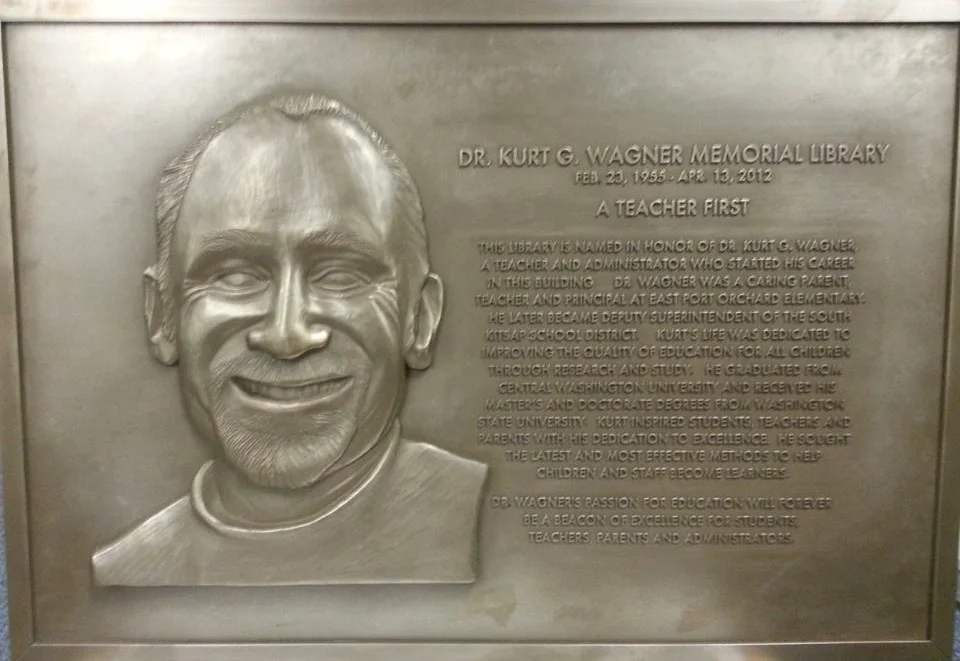 DR. KURT G. WAGNER MEMORIAL LIBRARY
FEB. 23, 1955 - APR. 13, 2012
A TEACHER FIRST
THIS LIBRARY IS NAMED IN HONOR OF DR. KURT G. WAGNER,
A TEACHER AND ADMINISTRATOR WHO STARTED HIS CAREER
IN THIS BUILDING DR. WAGNER WAS A CARING PARENT,
TEACHER AND PRINCIPAL AT EAST PORT ORCHARD ELEMENTARY.
HE LATER BECAME DEPUTY SUPERINTENDENT OF THE SOUTH
KITSAP SCHOOL DISTRICT. KURT'S LIFE WAS DEDICATED TO
IMPROVING THE QUALITY OF EDUCATION FOR ALL CHILDREN
THROUGH RESEARCH AND STUDY. HE GRADUATED FROM
CENTRAL WASHINGTON UNIVERSITY AND RECEIVED HIS
MASTER'S AND DOCTORATE DEGREES FROM WASHINGTON
STATE UNIVERSITY. KURT INSPIRED STUDENTS, TEACHERS AND
PARENTS WITH HIS DEDICATION TO EXCELLENCE. HE SOUGHT
THE LATEST AND MOST EFFECTIVE METHODS TO HELP
CHILDREN AND STAFF BECOME LEARNERS.
DR. WAGNER'S PASSION FOR EDUCATION WILL FOREVER
BE A BEACON OF EXCELLENCE FOR STUDENTS,
TEACHERS, PARENTS AND ADMINISTRATORS.